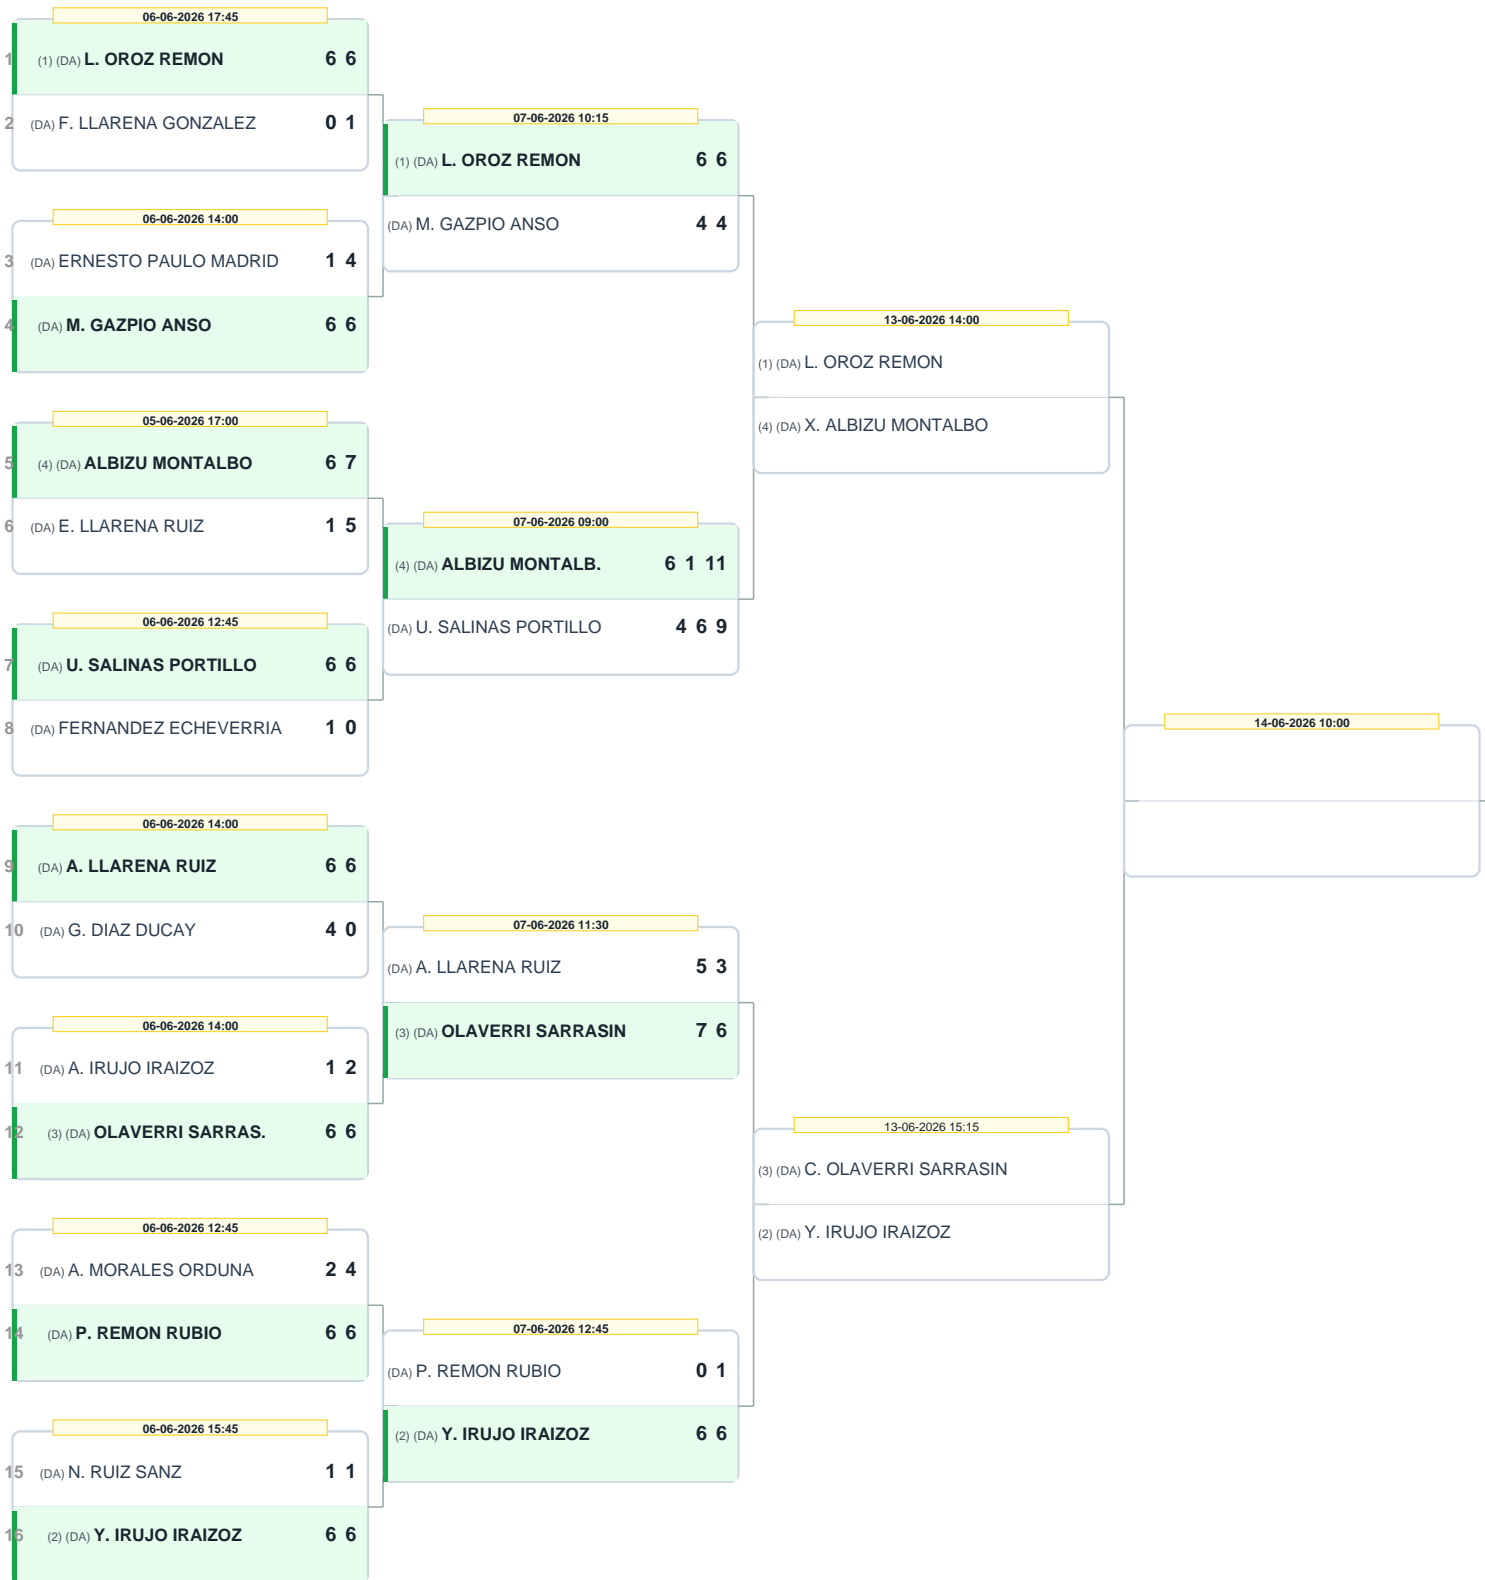 06-06-2026 17:45
1 (1) (DA) L. OROZ REMON 6 6
2 (DA) F. LLARENA GONZALEZ 0 1
06-06-2026 14:00
3 (DA) ERNESTO PAULO MADRID 1 4
4 (DA) M. GAZPIO ANSO 6 6
05-06-2026 17:00
5 (4) (DA) ALBIZU MONTALBO 6 7
6 (DA) E. LLARENA RUIZ 1 5
06-06-2026 12:45
7 (DA) U. SALINAS PORTILLO 6 6
8 (DA) FERNANDEZ ECHEVERRIA 1 0
06-06-2026 14:00
9 (DA) A. LLARENA RUIZ 6 6
10 (DA) G. DIAZ DUCAY 4 0
06-06-2026 14:00
11 (DA) A. IRUJO IRAIZOZ 1 2
12 (3) (DA) OLAVERRI SARRAS. 6 6
06-06-2026 12:45
13 (DA) A. MORALES ORDUNA 2 4
14 (DA) P. REMON RUBIO 6 6
06-06-2026 15:45
15 (DA) N. RUIZ SANZ 1 1
16 (2) (DA) Y. IRUJO IRAIZOZ 6 6
07-06-2026 10:15
(1) (DA) L. OROZ REMON 6 6
(DA) M. GAZPIO ANSO 4 4
07-06-2026 09:00
(4) (DA) ALBIZU MONTALB. 6 1 11
(DA) U. SALINAS PORTILLO 4 6 9
07-06-2026 11:30
(DA) A. LLARENA RUIZ 5 3
(3) (DA) OLAVERRI SARRASIN 7 6
07-06-2026 12:45
(DA) P. REMON RUBIO 0 1
(2) (DA) Y. IRUJO IRAIZOZ 6 6
13-06-2026 14:00
(1) (DA) L. OROZ REMON
(4) (DA) X. ALBIZU MONTALBO
13-06-2026 15:15
(3) (DA) C. OLAVERRI SARRASIN
(2) (DA) Y. IRUJO IRAIZOZ
14-06-2026 10:00